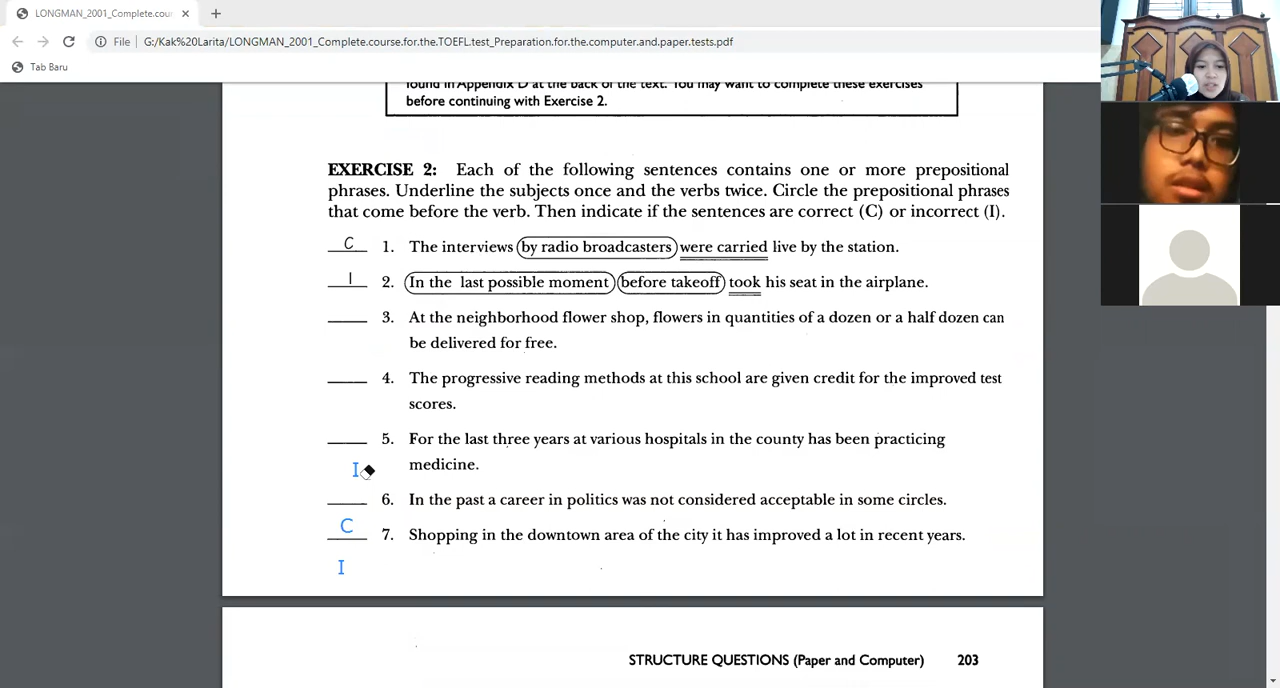 LONGMAN_2001_Complete.cour
File G:/Kak%20Larita/LONGMAN_2001_Complete.course.for.the.TOEFL.test_Preparation.for.the.computer.and.paper.tests.pdf
Tab Baru
found in Appendix D at the back of the text. You may want to complete these exercises
before continuing with Exercise 2.
EXERCISE 2: Each of the following sentences contains one or more prepositional
phrases. Underline the subjects once and the verbs twice. Circle the prepositional phrases
that come before the verb. Then indicate if the sentences are correct (C) or incorrect (I).
C 1. The interviews by radio broadcasters were carried live by the station.
I 2. In the last possible moment before takeoff took his seat in the airplane.
3. At the neighborhood flower shop, flowers in quantities of a dozen or a half dozen can
be delivered for free.
4. The progressive reading methods at this school are given credit for the improved test
scores.
5. For the last three years at various hospitals in the county has been practicing
I medicine.
6. In the past a career in politics was not considered acceptable in some circles.
C
7. Shopping in the downtown area of the city it has improved a lot in recent years.
I
STRUCTURE QUESTIONS (Paper and Computer) 203